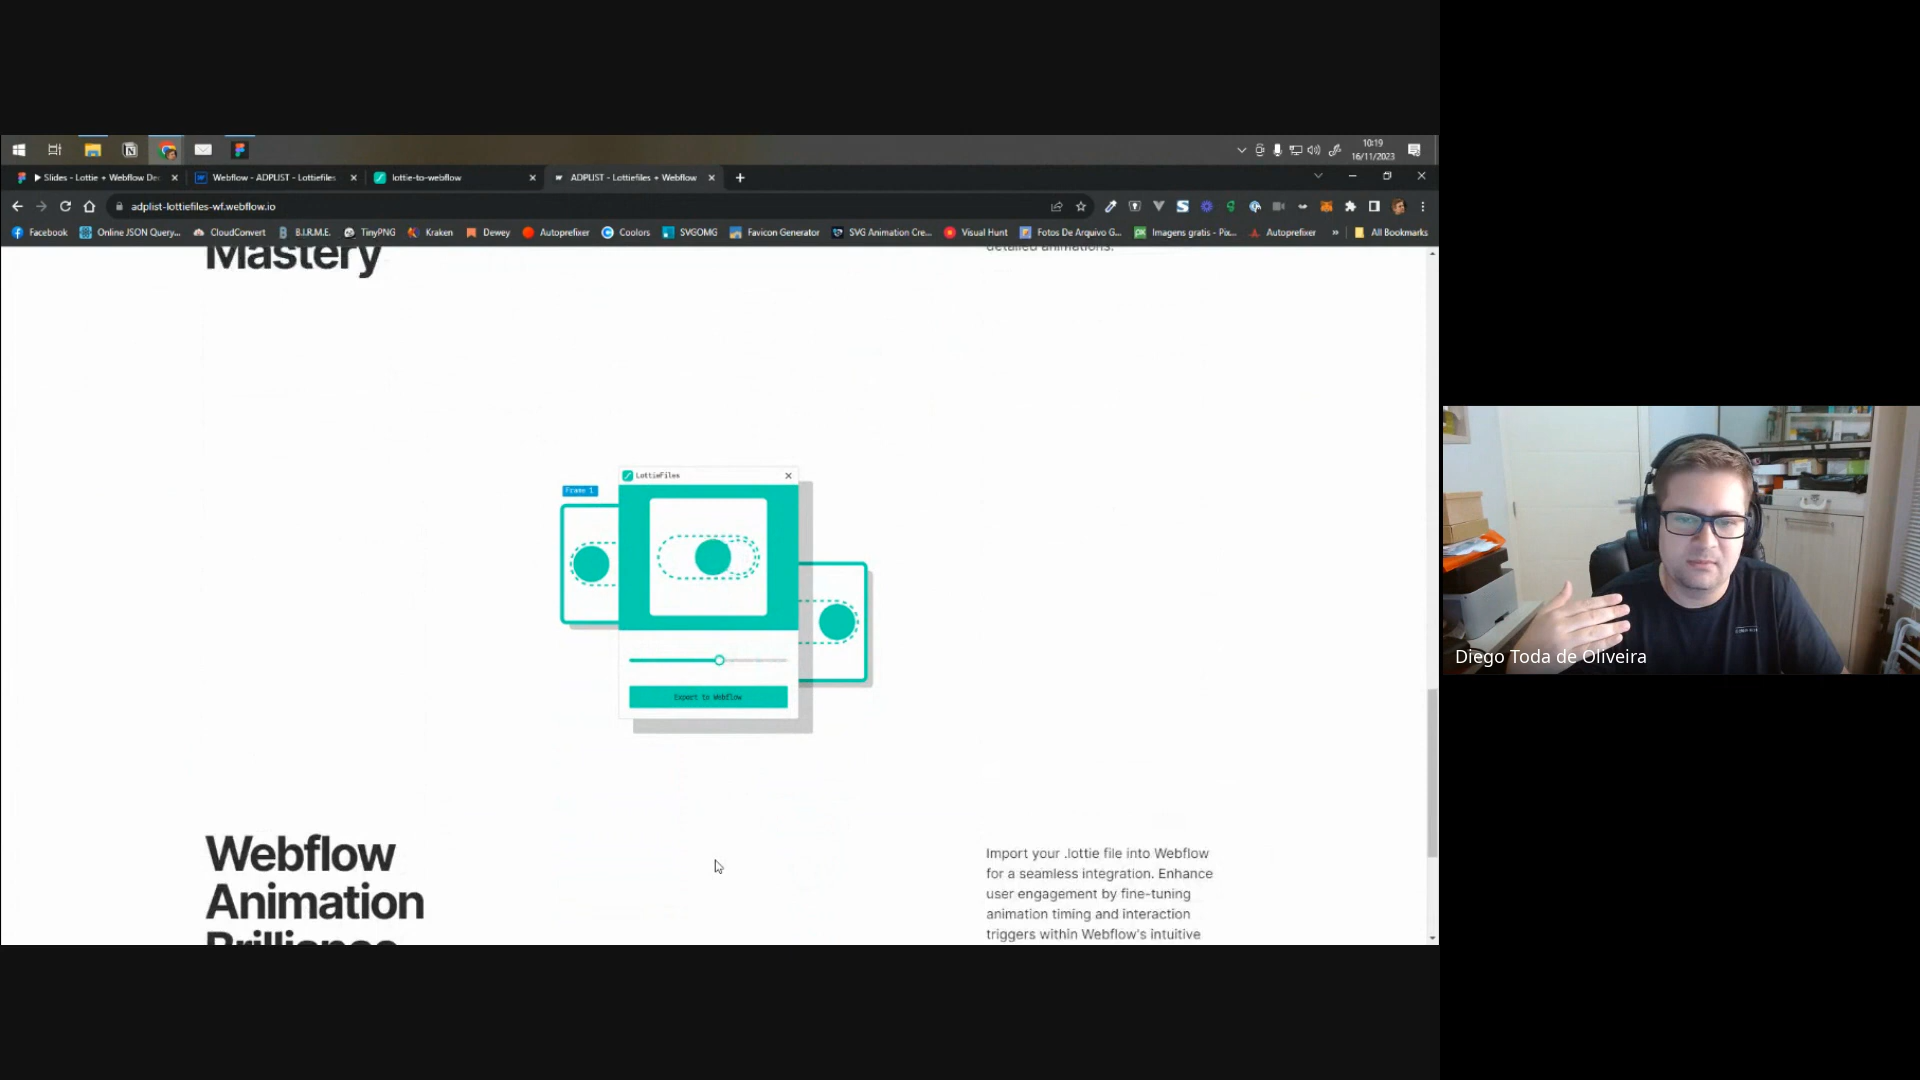 10:19
16/11/2023
Slides - Lottie + Webflow De
Webflow - ADPLIST - Lottiefiles
lottie-to-webflow
ADPLIST - Lottiefiles + Webflow
adplist-lottiefiles-wf.webflow.io
Facebook
Online JSON Query...
CloudConvert
B.I.R.M.E.
TinyPNG
Kraken
Dewey
Autoprefixer
Coolors
SVGOMG
Favicon Generator
SVG Animation Cre...
Visual Hunt
Fotos De Arquivo G...
Imagens gratis - Pix...
Autoprefixer
All Bookmarks
Mastery
detailed animations.
LottieFiles
Frame 1
Export to Webflow
Webflow
Animation
Brilliance
Import your .lottie file into Webflow
for a seamless integration. Enhance
user engagement by fine-tuning
animation timing and interaction
triggers within Webflow's intuitive
Diego Toda de Oliveira